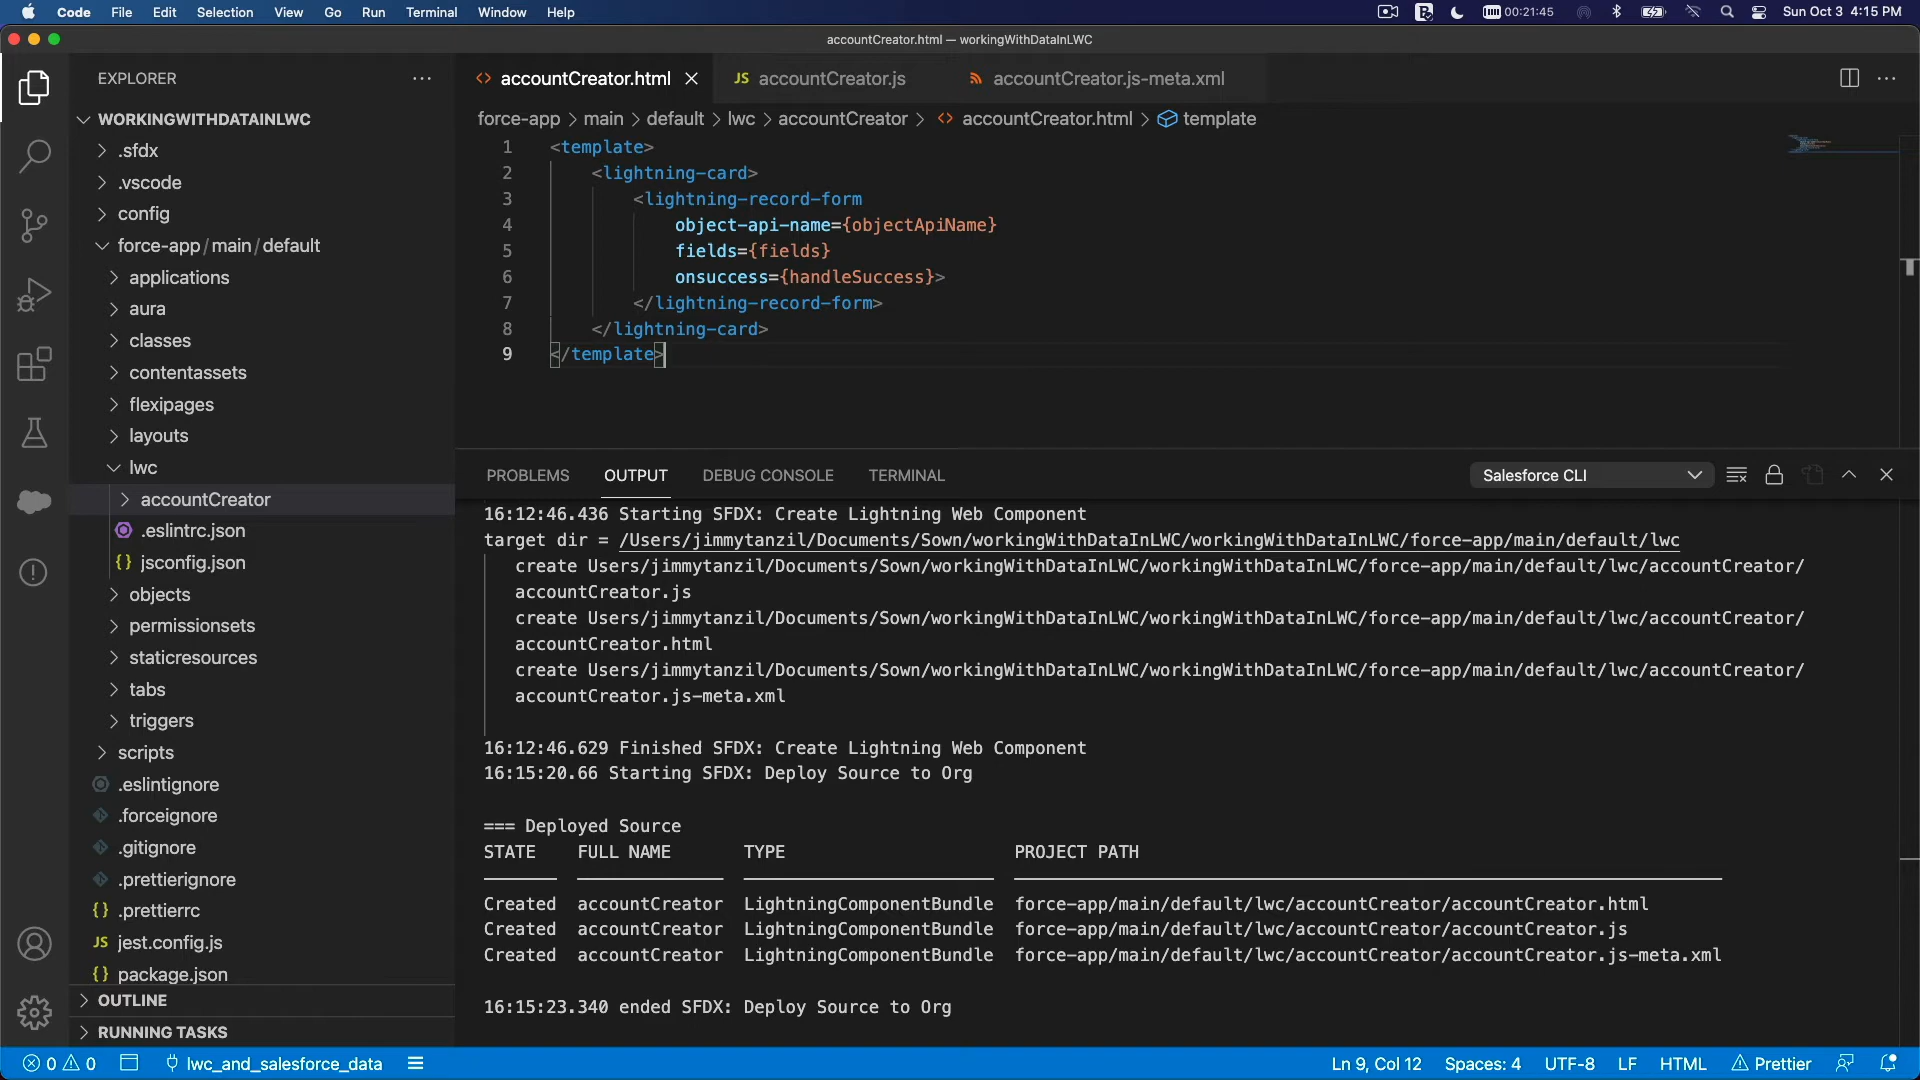 Code File Edit Selection View Go Run Terminal Window Help 00:21:45 Sun Oct 3 4:15 PM
accountCreator.html — workingWithDataInLWC
EXPLORER
WORKINGWITHDATAINLWC
.sfdx
.vscode
config
force-app/main/default
applications
aura
classes
contentassets
flexipages
layouts
lwc
accountCreator
.eslintrc.json
{} jsconfig.json
objects
permissionsets
staticresources
tabs
triggers
scripts
.eslintignore
.forceignore
.gitignore
.prettierignore
{} .prettierrc
JS jest.config.js
{} package.json
OUTLINE
RUNNING TASKS
<> accountCreator.html JS accountCreator.js accountCreator.js-meta.xml
force-app > main > default > lwc > accountCreator > <> accountCreator.html > template
1 <template>
2 <lightning-card>
3 <lightning-record-form
4 object-api-name={objectApiName}
5 fields={fields}
6 onsuccess={handleSuccess}>
7 </lightning-record-form>
8 </lightning-card>
9 </template>
PROBLEMS OUTPUT DEBUG CONSOLE TERMINAL Salesforce CLI
16:12:46.436 Starting SFDX: Create Lightning Web Component
target dir = /Users/jimmytanzil/Documents/Sown/workingWithDataInLWC/workingWithDataInLWC/force-app/main/default/lwc
create Users/jimmytanzil/Documents/Sown/workingWithDataInLWC/workingWithDataInLWC/force-app/main/default/lwc/accountCreator/
accountCreator.js
create Users/jimmytanzil/Documents/Sown/workingWithDataInLWC/workingWithDataInLWC/force-app/main/default/lwc/accountCreator/
accountCreator.html
create Users/jimmytanzil/Documents/Sown/workingWithDataInLWC/workingWithDataInLWC/force-app/main/default/lwc/accountCreator/
accountCreator.js-meta.xml
16:12:46.629 Finished SFDX: Create Lightning Web Component
16:15:20.66 Starting SFDX: Deploy Source to Org
=== Deployed Source
STATE FULL NAME TYPE PROJECT PATH
Created accountCreator LightningComponentBundle force-app/main/default/lwc/accountCreator/accountCreator.html
Created accountCreator LightningComponentBundle force-app/main/default/lwc/accountCreator/accountCreator.js
Created accountCreator LightningComponentBundle force-app/main/default/lwc/accountCreator/accountCreator.js-meta.xml
16:15:23.340 ended SFDX: Deploy Source to Org
0 0 lwc_and_salesforce_data Ln 9, Col 12 Spaces: 4 UTF-8 LF HTML Prettier